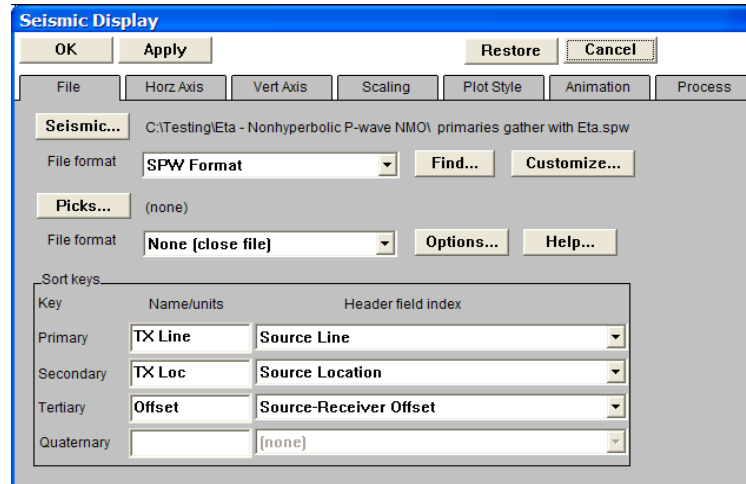 Seismic Display
OK Apply Restore Cancel
File Horz Axis Vert Axis Scaling Plot Style Animation Process
Seismic... C:\Testing\Eta - Nonhyperbolic P-wave NMO\ primaries gather with Eta.spw
File format SPW Format Find... Customize...
Picks... (none)
File format None (close file) Options... Help...
Sort keys
Key Name/units Header field index
Primary TX Line Source Line
Secondary TX Loc Source Location
Tertiary Offset Source-Receiver Offset
Quaternary (none)